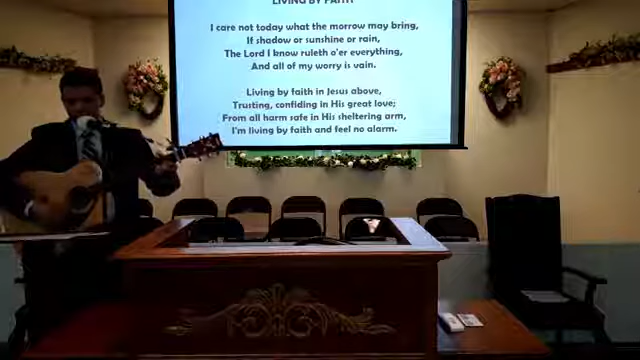 LIVING BY FAITH
I care not today what the morrow may bring,
If shadow or sunshine or rain,
The Lord I know ruleth o'er everything,
And all of my worry is vain.
Living by faith in Jesus above,
Trusting, confiding in His great love;
From all harm safe in His sheltering arm,
I'm living by faith and feel no alarm.